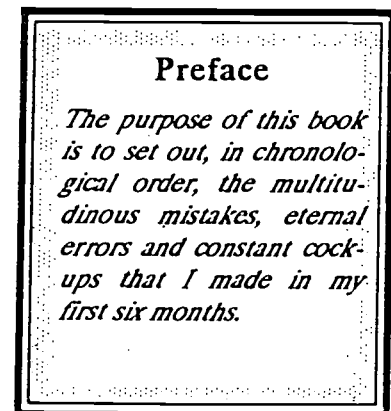 Preface
The purpose of this book
is to set out, in chronolo-
gical order, the multitu-
dinous mistakes, eternal
errors and constant cock-
ups that I made in my
first six months.